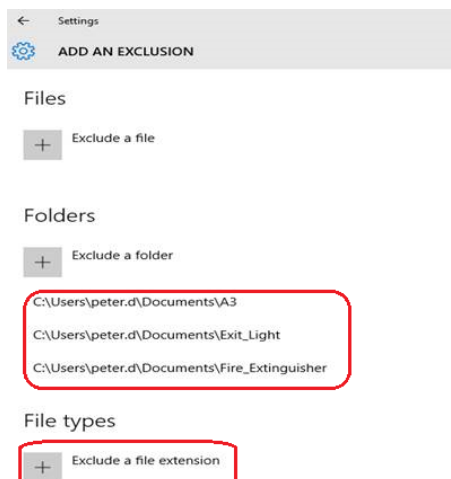 Settings
ADD AN EXCLUSION
Files
Exclude a file
Folders
Exclude a folder
C:\Users\peter.d\Documents\A3
C:\Users\peter.d\Documents\Exit_Light
C:\Users\peter.d\Documents\Fire_Extinguisher
File types
Exclude a file extension